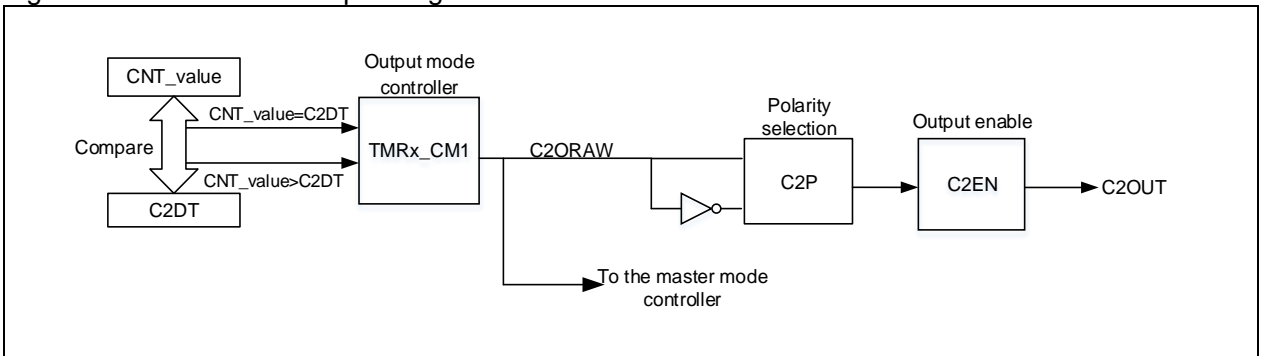 CNT_value
Compare
C2DT
CNT_value=C2DT
CNT_value>C2DT
Output mode
controller
TMRx_CM1
C2ORAW
To the master mode
controller
Polarity
selection
C2P
Output enable
C2EN
C2OUT